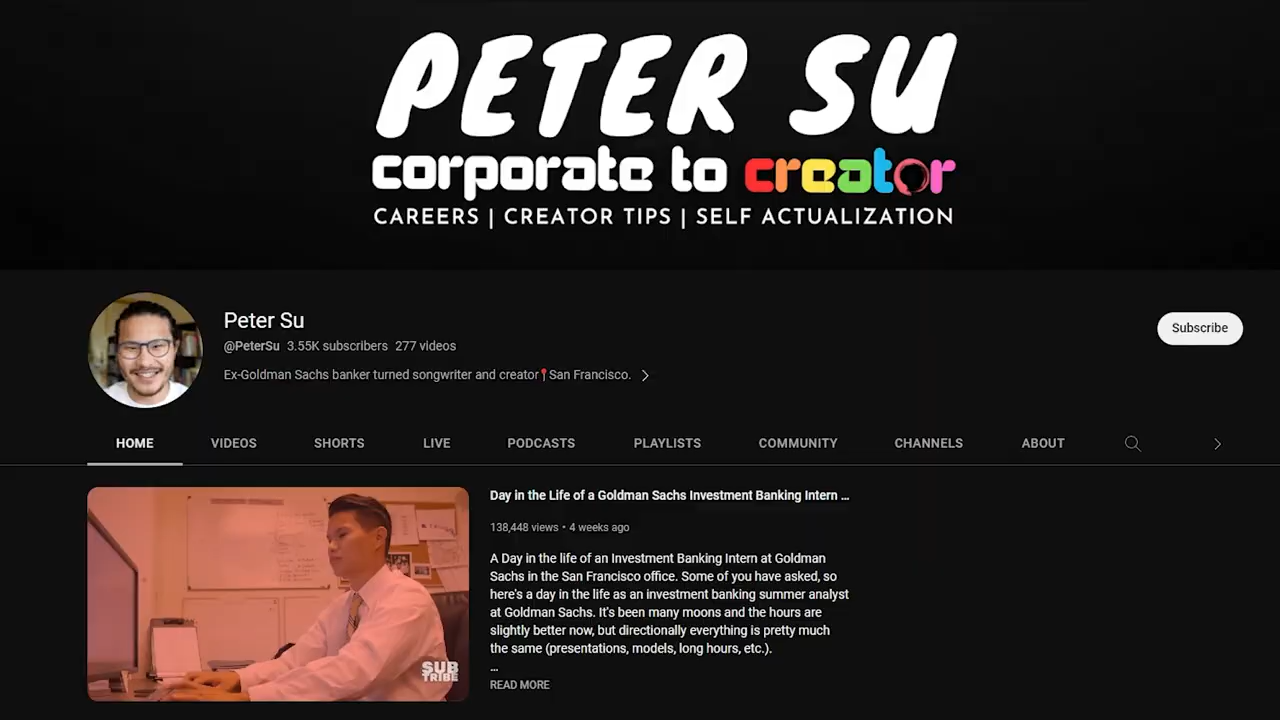 PETER SU
corporate to creator
CAREERS | CREATOR TIPS | SELF ACTUALIZATION
Peter Su
@PeterSu 3.55K subscribers 277 videos
Ex-Goldman Sachs banker turned songwriter and creator📍San Francisco.
Subscribe
HOME VIDEOS SHORTS LIVE PODCASTS PLAYLISTS COMMUNITY CHANNELS ABOUT
Day in the Life of a Goldman Sachs Investment Banking Intern ...
138,448 views • 4 weeks ago
A Day in the life of an Investment Banking Intern at Goldman
Sachs in the San Francisco office. Some of you have asked, so
here's a day in the life as an investment banking summer analyst
at Goldman Sachs. It's been many moons and the hours are
slightly better now, but directionally everything is pretty much
the same (presentations, models, long hours, etc.).
...
READ MORE
SUB
TRIBE